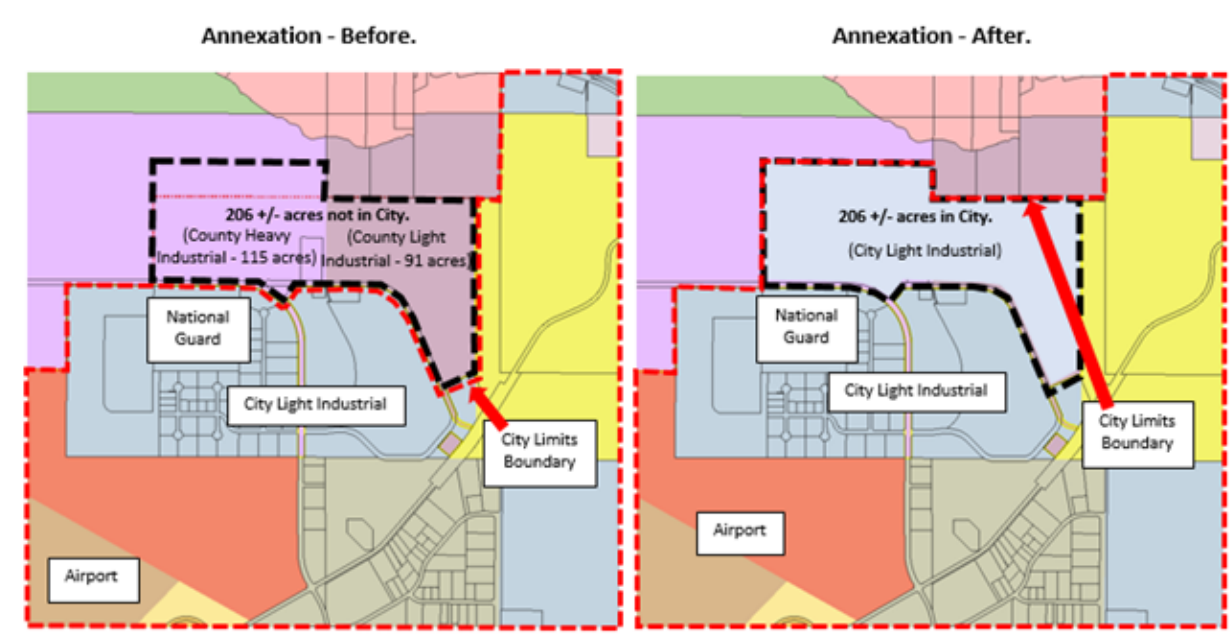 Annexation - Before.
206 +/- acres not in City.
(County Heavy
Industrial - 115 acres)
(County Light
Industrial - 91 acres)
National
Guard
City Light Industrial
City Limits
Boundary
Airport
Annexation - After.
206 +/- acres in City.
(City Light Industrial)
National
Guard
City Light Industrial
City Limits
Boundary
Airport